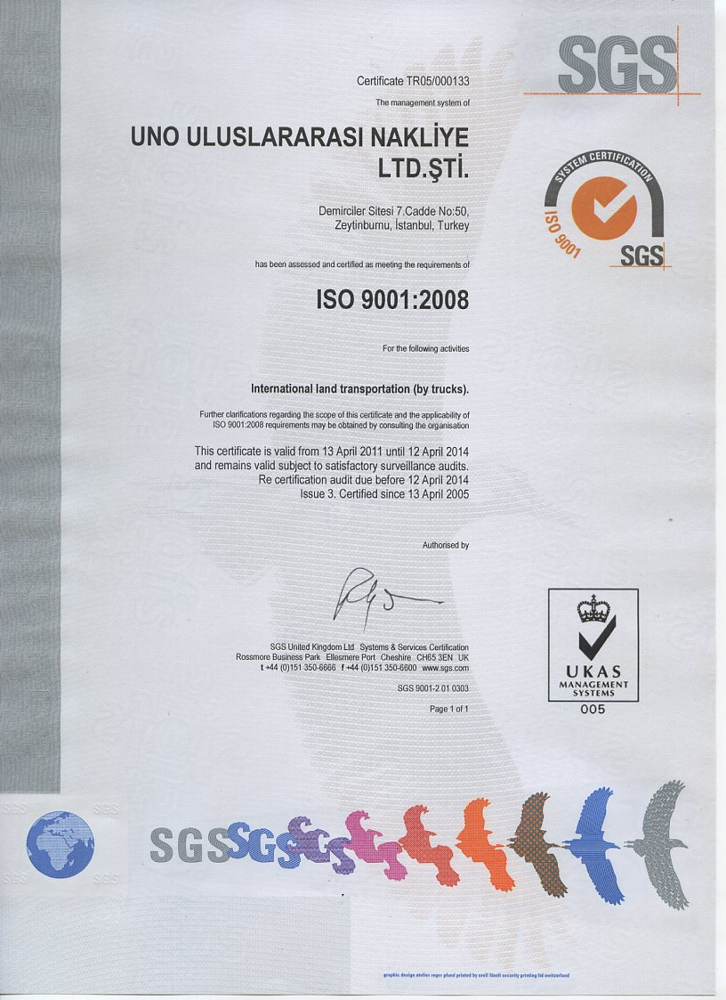 SGS
Certificate TR05/000133
The management system of
UNO ULUSLARARASI NAKLİYE
LTD.ŞTİ.
SYSTEM CERTIFICATION
ISO 9001
SGS
Demirciler Sitesi 7.Cadde No:50,
Zeytinburnu, İstanbul, Turkey
has been assessed and certified as meeting the requirements of
ISO 9001:2008
For the following activities
International land transportation (by trucks).
Further clarifications regarding the scope of this certificate and the applicability of
ISO 9001:2008 requirements may be obtained by consulting the organisation
This certificate is valid from 13 April 2011 until 12 April 2014
and remains valid subject to satisfactory surveillance audits.
Re certification audit due before 12 April 2014
Issue 3. Certified since 13 April 2005
Authorised by
SGS United Kingdom Ltd Systems & Services Certification
Rossmore Business Park Ellesmere Port Cheshire CH65 3EN UK
t +44 (0)151 350-6666 f +44 (0)151 350-6600 www.sgs.com
SGS 9001-2 01 0303
Page 1 of 1
UKAS
MANAGEMENT
SYSTEMS
005
SGS SGS
SGS SGS SGS
SGS SGS
graphic design atelier roger pfund printed by orell füssli security printing ltd switzerland